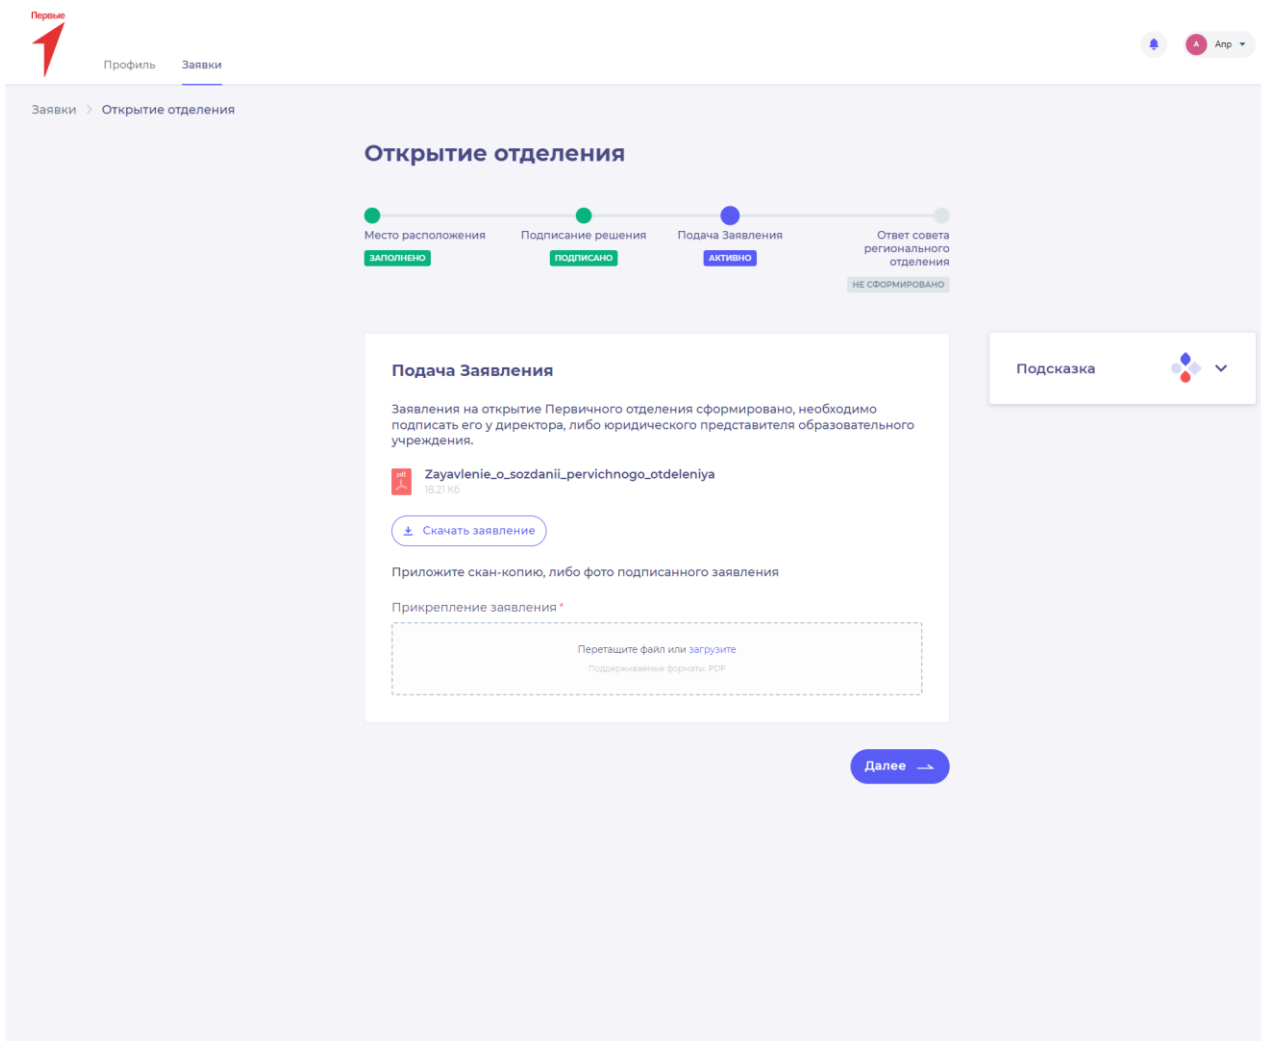 Первые
Профиль
Заявки
А
Апр
Заявки > Открытие отделения
Открытие отделения
Место расположения
ЗАПОЛНЕНО
Подписание решения
ПОДПИСАНО
Подача Заявления
АКТИВНО
Ответ совета
регионального
отделения
НЕ СФОРМИРОВАНО
Подача Заявления
Заявления на открытие Первичного отделения сформировано, необходимо
подписать его у директора, либо юридического представителя образовательного
учреждения.
pdf
Zayavlenie_o_sozdanii_pervichnogo_otdeleniya
18.21 Кб
Скачать заявление
Приложите скан-копию, либо фото подписанного заявления
Прикрепление заявления *
Перетащите файл или загрузите
Поддерживаемые форматы: PDF
Далее
Подсказка